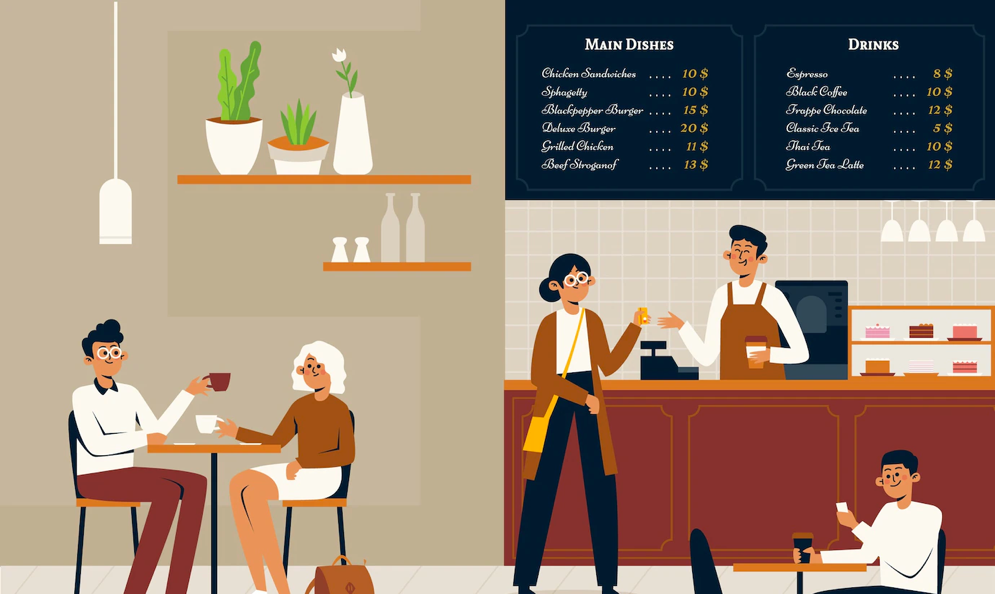 Main Dishes
Chicken Sandwiches .... 10 $
Sphagetty .... 10 $
Blackpepper Burger .... 15 $
Deluxe Burger .... 20 $
Grilled Chicken .... 11 $
Beef Stroganof .... 13 $
Drinks
Espresso .... 8 $
Black Coffee .... 10 $
Frappe Chocolate .... 12 $
Classic Ice Tea .... 5 $
Thai Tea .... 10 $
Green Tea Latte .... 12 $